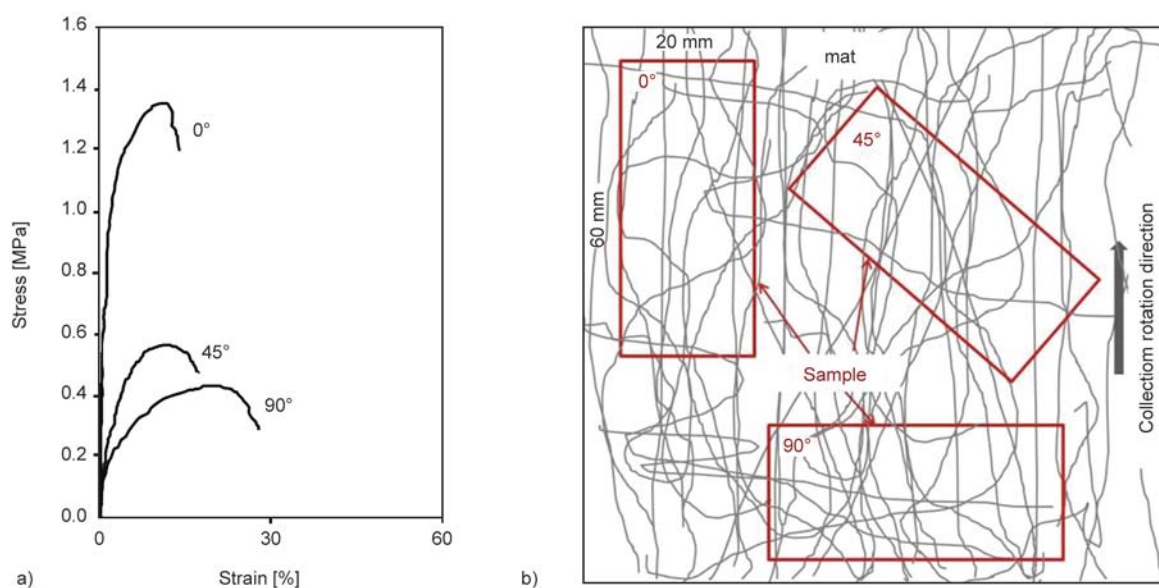 1.6
1.4
1.2
1.0
0.8
0.6
0.4
0.2
0.0
Stress [MPa]
0°
45°
90°
0
30
60
a)
Strain [%]
20 mm
mat
0°
45°
60 mm
Sample
90°
Collectiom rotation direction
b)